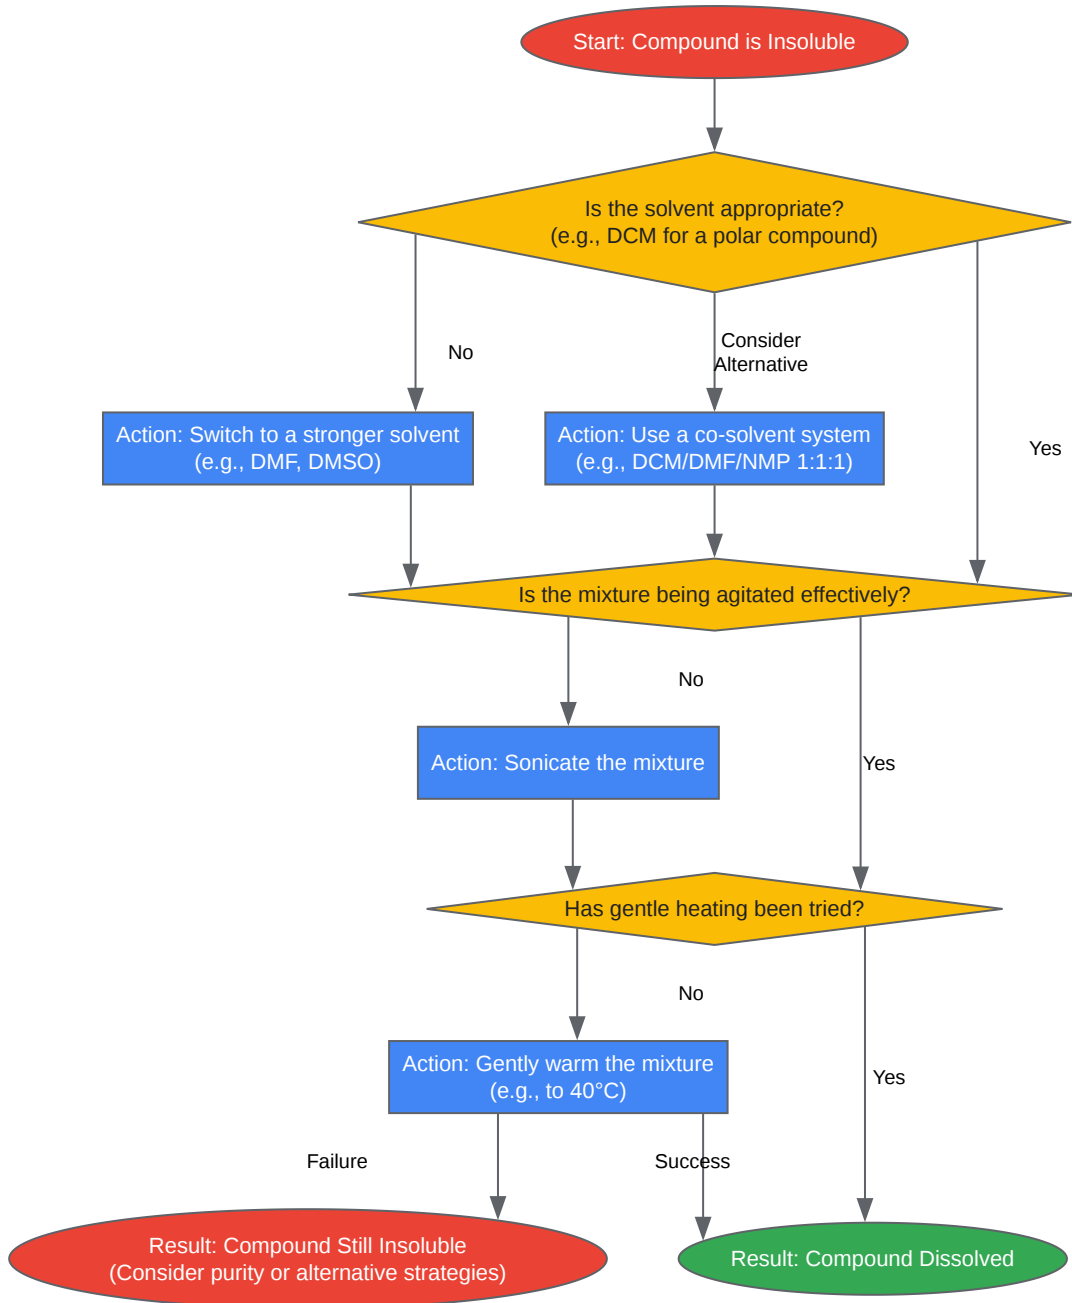 Start: Compound is Insoluble
Is the solvent appropriate?
(e.g., DCM for a polar compound)
No
Consider
Alternative
Yes
Action: Switch to a stronger solvent
(e.g., DMF, DMSO)
Action: Use a co-solvent system
(e.g., DCM/DMF/NMP 1:1:1)
Is the mixture being agitated effectively?
No
Yes
Action: Sonicate the mixture
Has gentle heating been tried?
No
Yes
Action: Gently warm the mixture
(e.g., to 40°C)
Failure
Success
Result: Compound Still Insoluble
(Consider purity or alternative strategies)
Result: Compound Dissolved